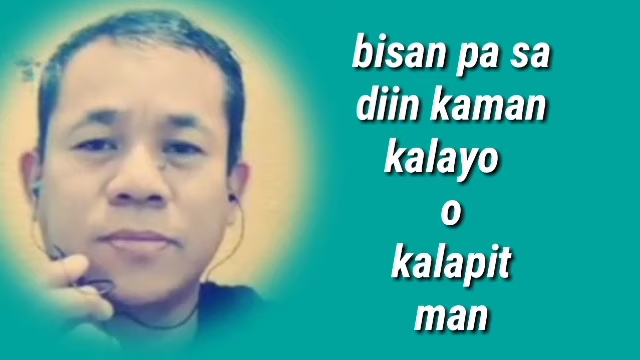 bisan pa sa
diin kaman
kalayo
o
kalapit
man